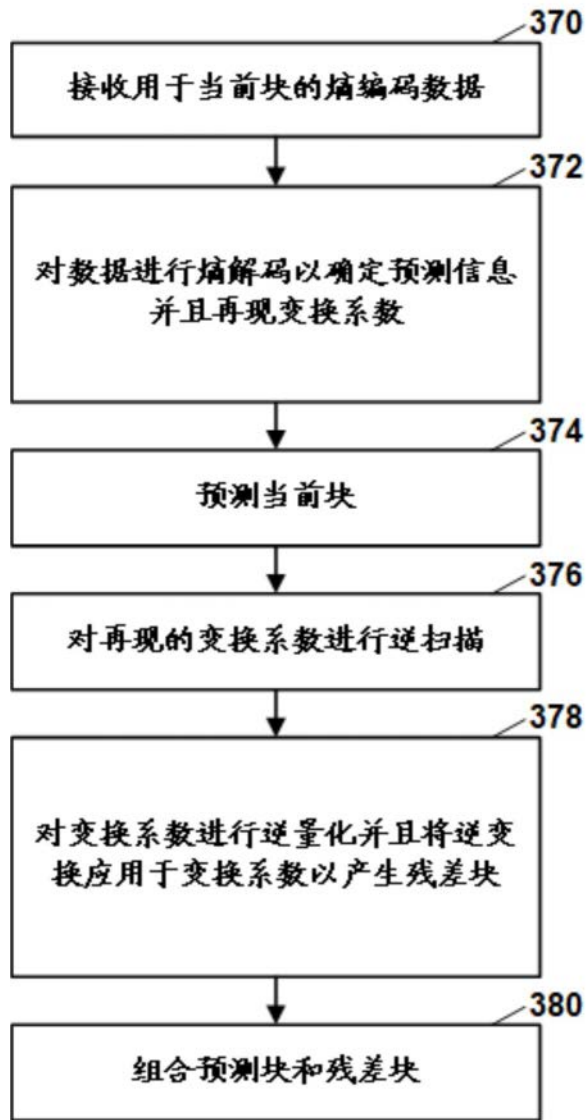 370
接收用于当前块的熵编码数据
372
对数据进行熵解码以确定预测信息
并且再现变换系数
374
预测当前块
376
对再现的变换系数进行逆扫描
378
对变换系数进行逆量化并且将逆变
换应用于变换系数以产生残差块
380
组合预测块和残差块